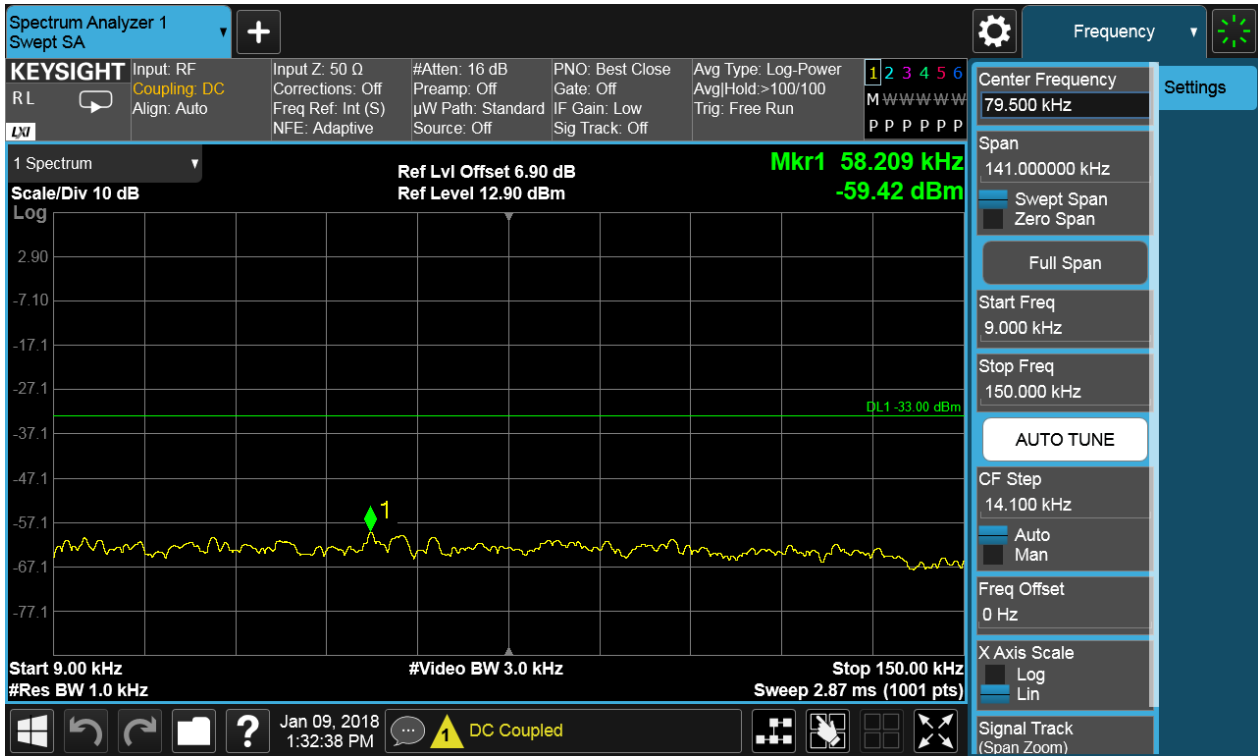 Spectrum Analyzer 1
Swept SA
+
Frequency
KEYSIGHT
RL
LXI
Input: RF
Coupling: DC
Align: Auto
Input Z: 50 Ω
Corrections: Off
Freq Ref: Int (S)
NFE: Adaptive
#Atten: 16 dB
Preamp: Off
µW Path: Standard
Source: Off
PNO: Best Close
Gate: Off
IF Gain: Low
Sig Track: Off
Avg Type: Log-Power
Avg|Hold:>100/100
Trig: Free Run
1 2 3 4 5 6
M W W W W W
P P P P P P
1 Spectrum
Scale/Div 10 dB
Log
Ref Lvl Offset 6.90 dB
Ref Level 12.90 dBm
Mkr1 58.209 kHz
-59.42 dBm
2.90
-7.10
-17.1
-27.1
-37.1
-47.1
-57.1
-67.1
-77.1
DL1 -33.00 dBm
1
Start 9.00 kHz
#Res BW 1.0 kHz
#Video BW 3.0 kHz
Stop 150.00 kHz
Sweep 2.87 ms (1001 pts)
Center Frequency
79.500 kHz
Span
141.000000 kHz
Swept Span
Zero Span
Full Span
Start Freq
9.000 kHz
Stop Freq
150.000 kHz
AUTO TUNE
CF Step
14.100 kHz
Auto
Man
Freq Offset
0 Hz
X Axis Scale
Log
Lin
Signal Track
(Span Zoom)
Settings
?
Jan 09, 2018
1:32:38 PM
1
DC Coupled